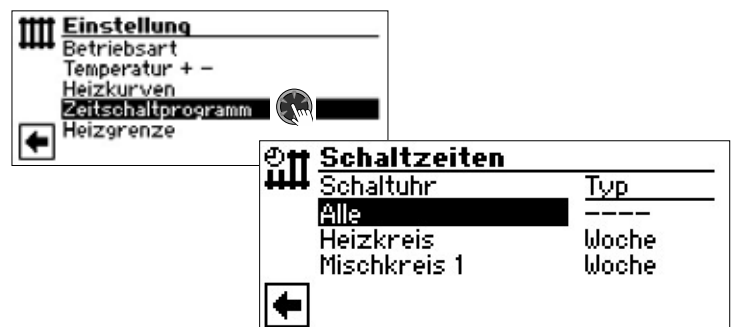 Einstellung
Betriebsart
Temperatur + -
Heizkurven
Zeitschaltprogramm
Heizgrenze
Schaltzeiten
Schaltuhr Typ
Alle ----
Heizkreis Woche
Mischkreis 1 Woche